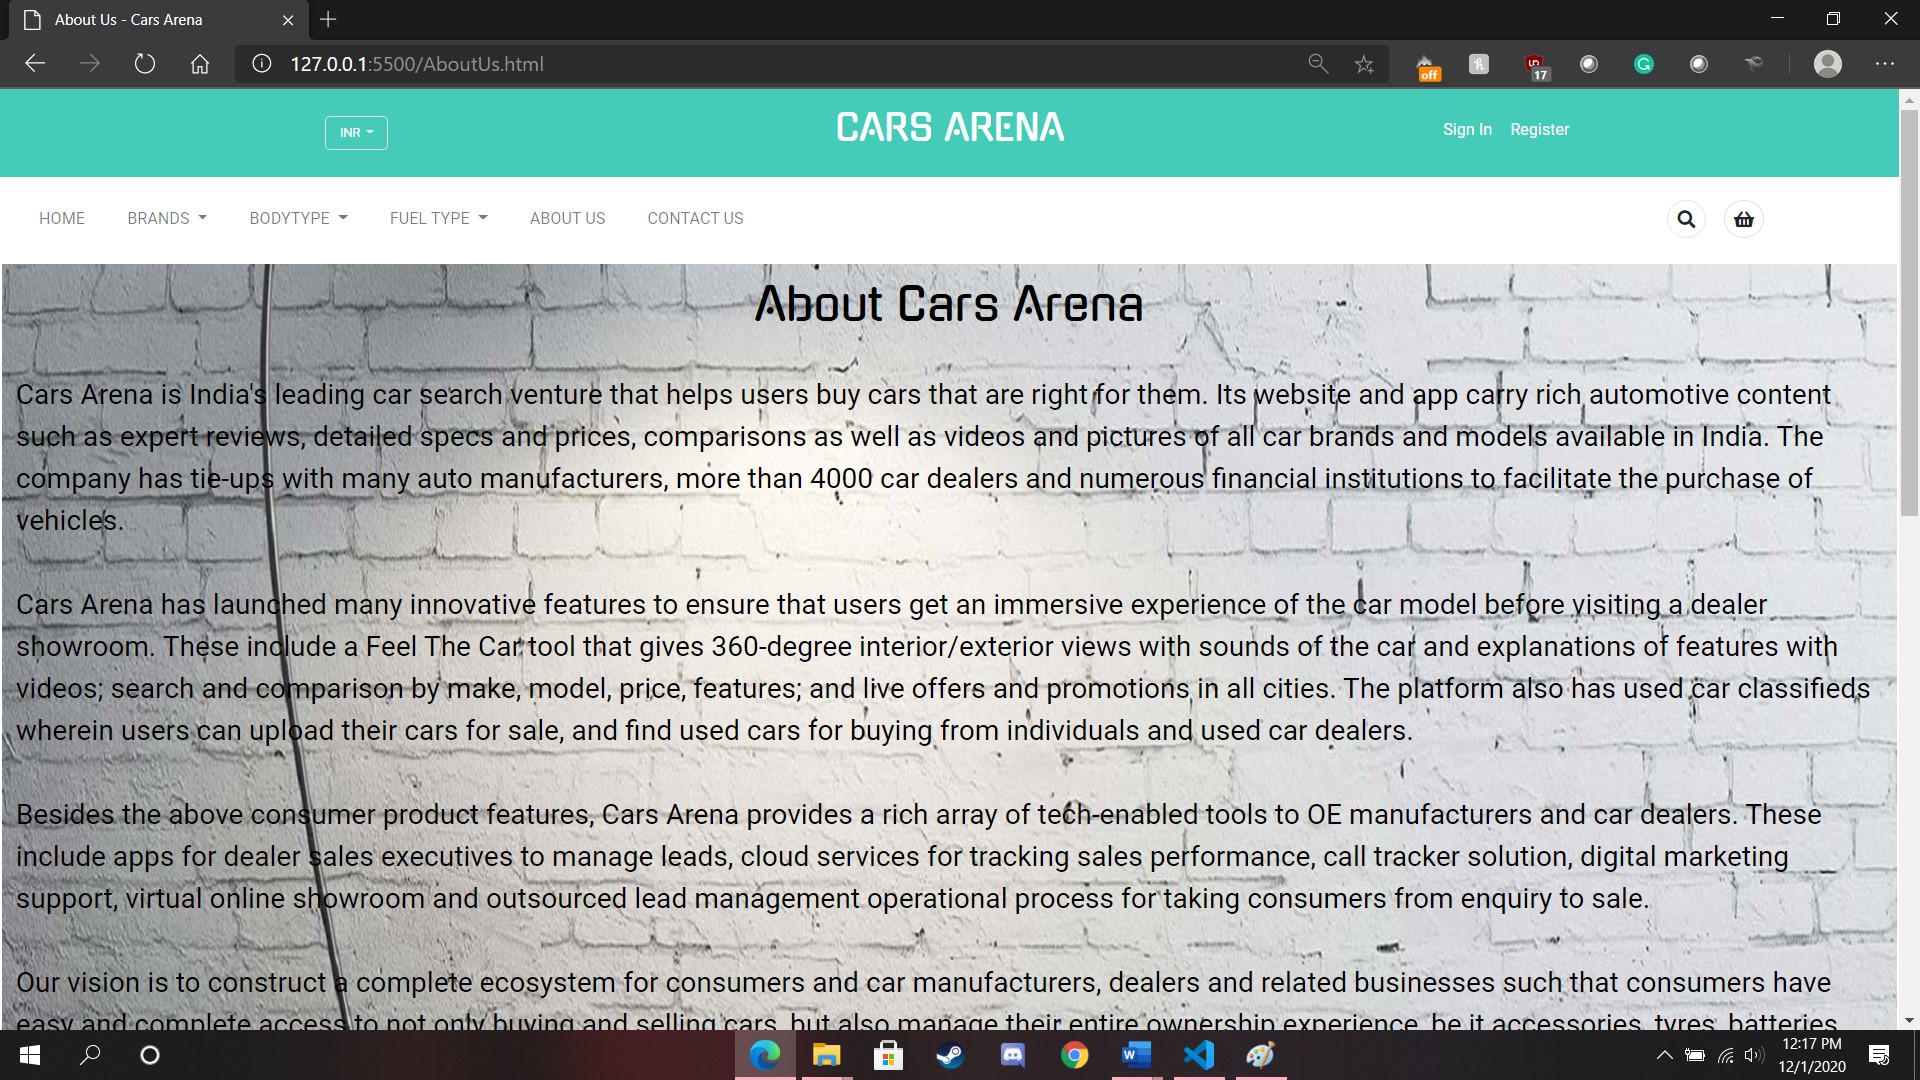 About Us - Cars Arena
127.0.0.1:5500/AboutUs.html
off
17
INR
CARS ARENA
Sign In Register
HOME BRANDS BODYTYPE FUEL TYPE ABOUT US CONTACT US
About Cars Arena
Cars Arena is India's leading car search venture that helps users buy cars that are right for them. Its website and app carry rich automotive content
such as expert reviews, detailed specs and prices, comparisons as well as videos and pictures of all car brands and models available in India. The
company has tie-ups with many auto manufacturers, more than 4000 car dealers and numerous financial institutions to facilitate the purchase of
vehicles.
Cars Arena has launched many innovative features to ensure that users get an immersive experience of the car model before visiting a dealer
showroom. These include a Feel The Car tool that gives 360-degree interior/exterior views with sounds of the car and explanations of features with
videos; search and comparison by make, model, price, features; and live offers and promotions in all cities. The platform also has used car classifieds
wherein users can upload their cars for sale, and find used cars for buying from individuals and used car dealers.
Besides the above consumer product features, Cars Arena provides a rich array of tech-enabled tools to OE manufacturers and car dealers. These
include apps for dealer sales executives to manage leads, cloud services for tracking sales performance, call tracker solution, digital marketing
support, virtual online showroom and outsourced lead management operational process for taking consumers from enquiry to sale.
Our vision is to construct a complete ecosystem for consumers and car manufacturers, dealers and related businesses such that consumers have
easy and complete access to not only buying and selling cars, but also manage their entire ownership experience, be it accessories, tyres, batteries,
12:17 PM
12/1/2020